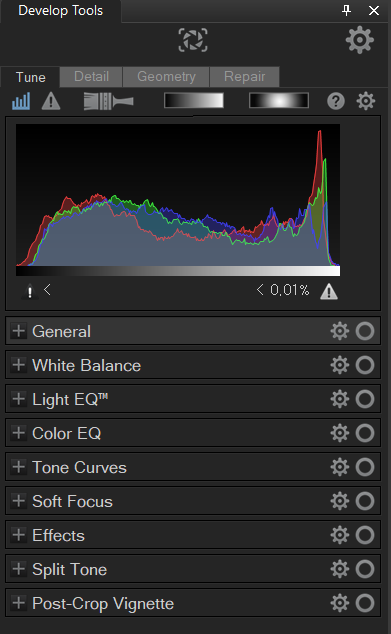 Develop Tools
Tune Detail Geometry Repair
< < 0,01%
General
White Balance
Light EQ™
Color EQ
Tone Curves
Soft Focus
Effects
Split Tone
Post-Crop Vignette